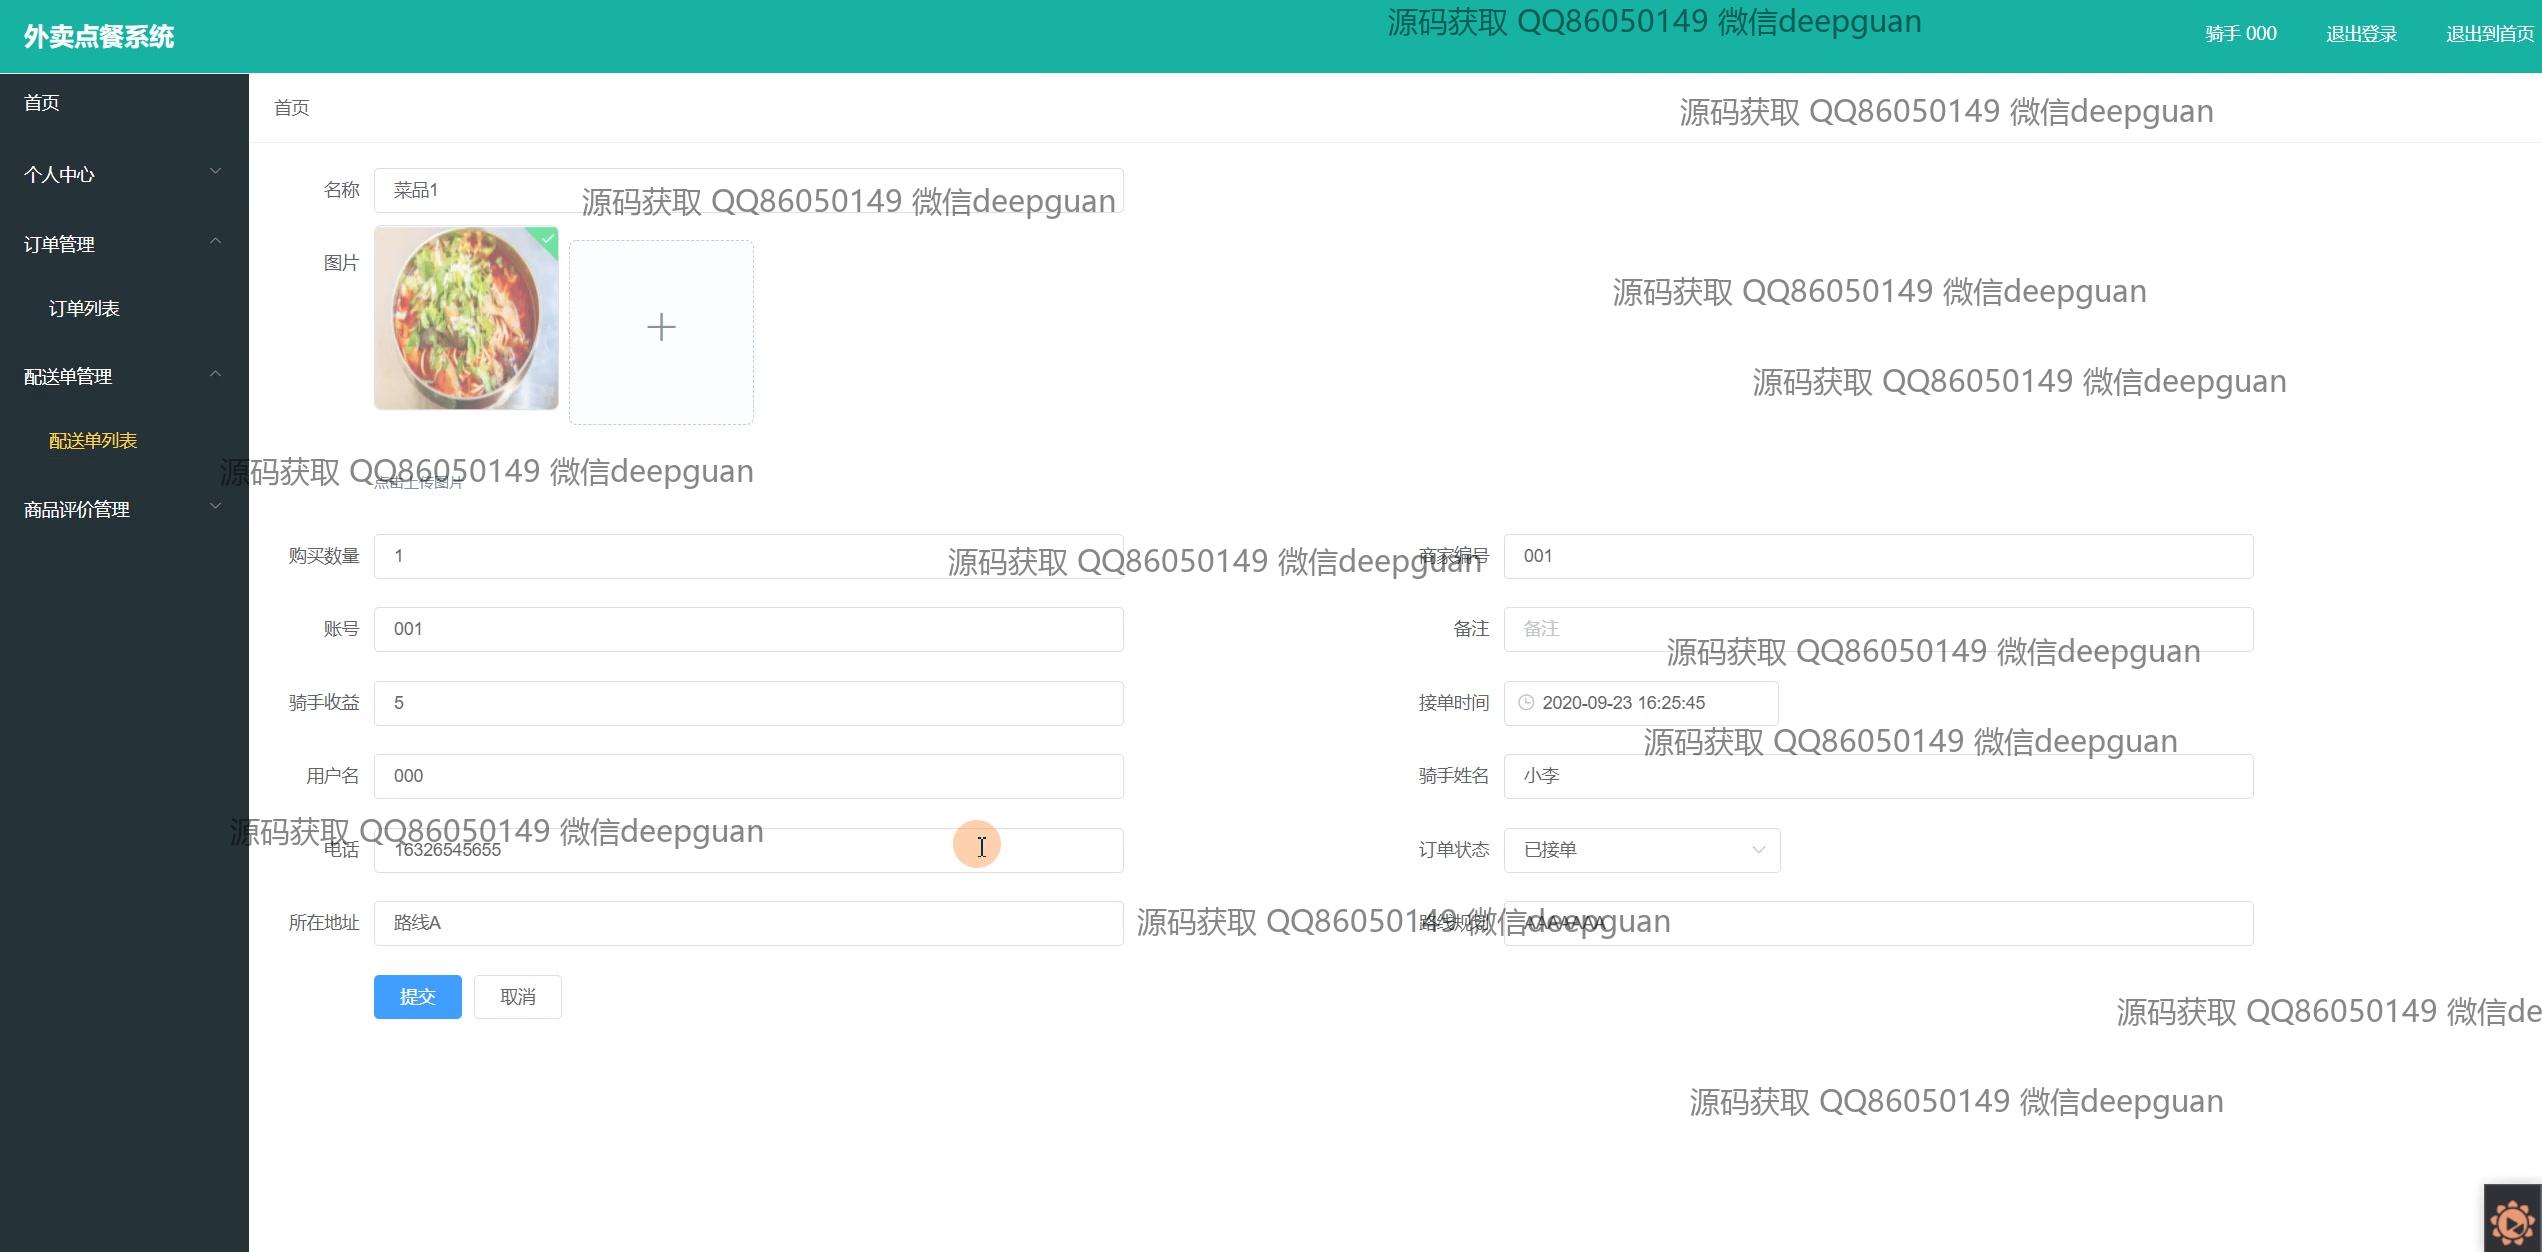 外卖点餐系统
源码获取 QQ86050149 微信deepguan
骑手 000
退出登录
退出到首页
首页
首页
源码获取 QQ86050149 微信deepguan
个人中心
名称
菜品1
源码获取 QQ86050149 微信deepguan
订单管理
图片
源码获取 QQ86050149 微信deepguan
订单列表
配送单管理
源码获取 QQ86050149 微信deepguan
配送单列表
源码获取 QQ86050149 微信deepguan
点击上传图片
商品评价管理
购买数量
1
源码获取 QQ86050149 微信deepguan
商家编号
001
账号
001
备注
备注
源码获取 QQ86050149 微信deepguan
骑手收益
5
接单时间
2020-09-23 16:25:45
源码获取 QQ86050149 微信deepguan
用户名
000
骑手姓名
小李
源码获取 QQ86050149 微信deepguan
电话
16326545655
订单状态
已接单
所在地址
路线A
源码获取 QQ86050149 微信deepguan
路线规划
提交
取消
源码获取 QQ86050149 微信de
源码获取 QQ86050149 微信deepguan